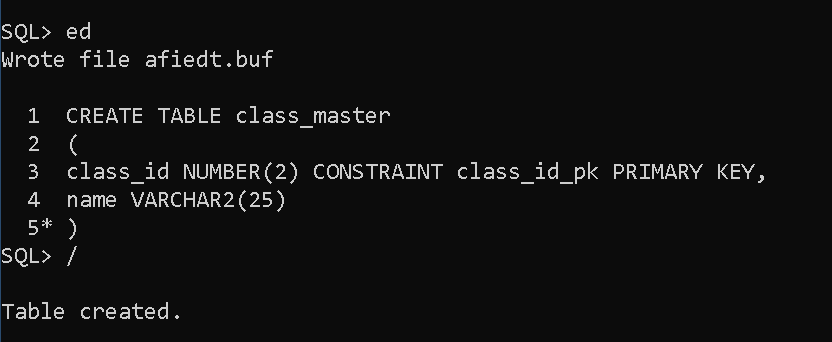 SQL> ed
Wrote file afiedt.buf
1 CREATE TABLE class_master
2 (
3 class_id NUMBER(2) CONSTRAINT class_id_pk PRIMARY KEY,
4 name VARCHAR2(25)
5* )
SQL> /
Table created.